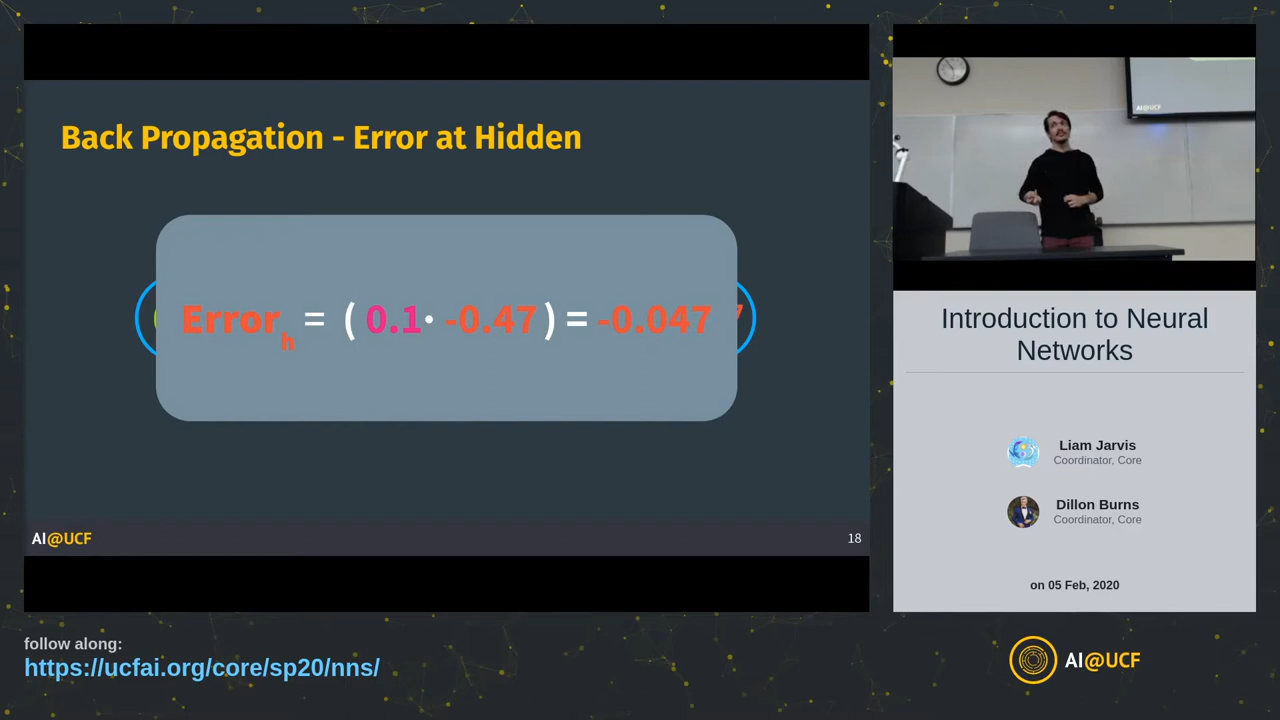 Back Propagation - Error at Hidden
Error_h = ( 0.1 · -0.47 ) = -0.047
AI@UCF
18
AI@UCF
Introduction to Neural
Networks
Liam Jarvis
Coordinator, Core
Dillon Burns
Coordinator, Core
on 05 Feb, 2020
follow along:
https://ucfai.org/core/sp20/nns/
AI@UCF